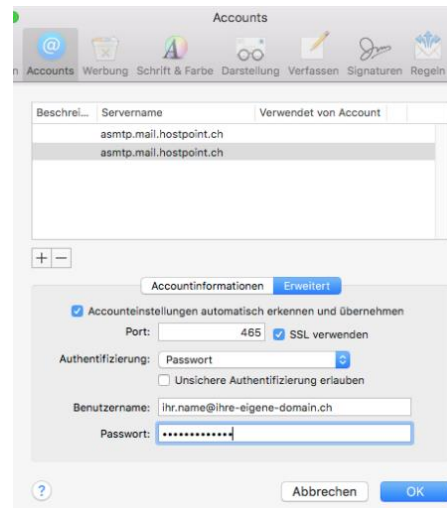 Accounts
n Accounts Werbung Schrift & Farbe Darstellung Verfassen Signaturen Regeln
Beschrei... Servername Verwendet von Account
asmtp.mail.hostpoint.ch
asmtp.mail.hostpoint.ch
+ −
Accountinformationen Erweitert
Accounteinstellungen automatisch erkennen und übernehmen
Port: 465 SSL verwenden
Authentifizierung: Passwort
Unsichere Authentifizierung erlauben
Benutzername: ihr.name@ihre-eigene-domain.ch
Passwort: •••••••••••••
? Abbrechen OK